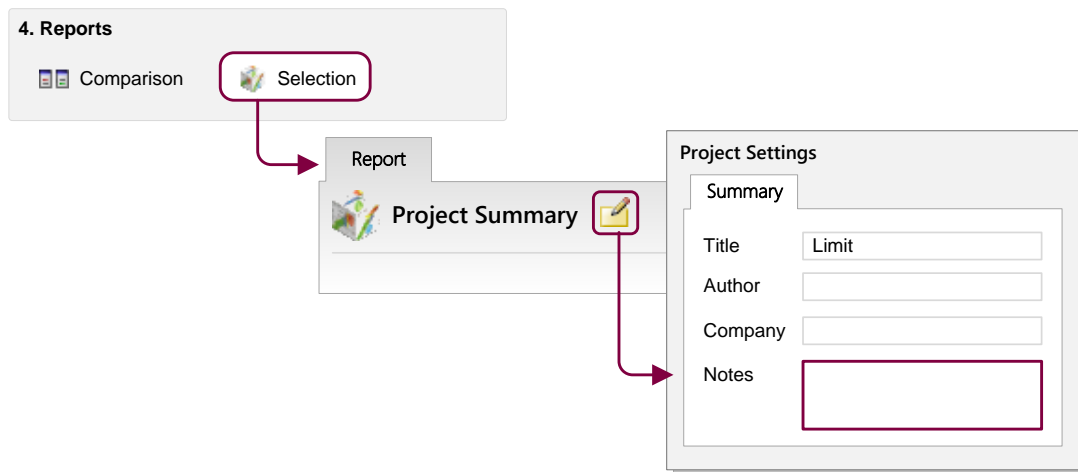 4. Reports
Comparison Selection
Report
Project Summary
Project Settings
Summary
Title Limit
Author
Company
Notes